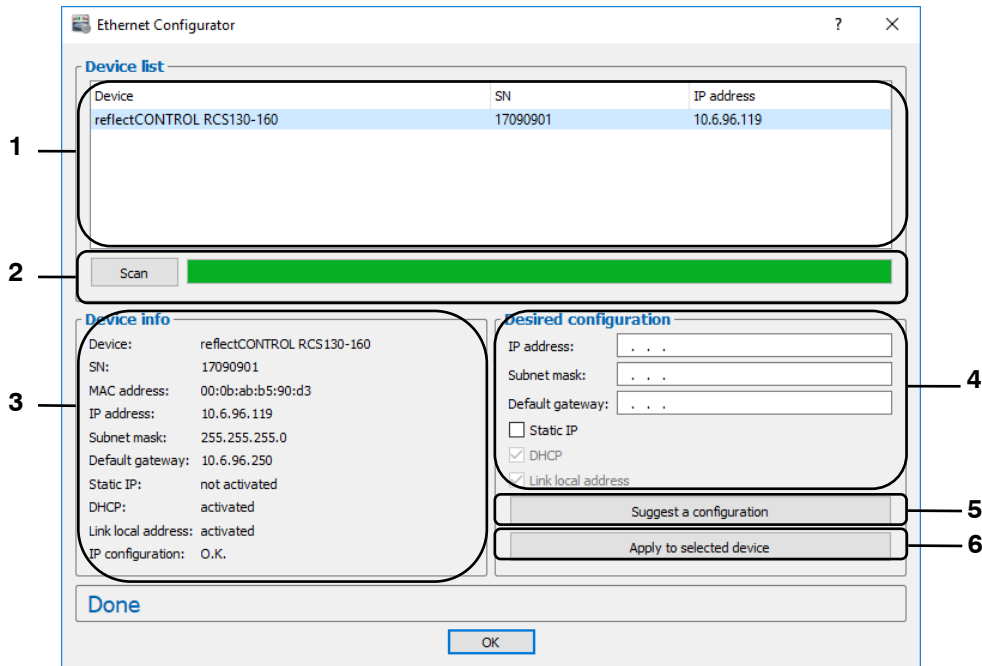 Ethernet Configurator ? ×
Device list
Device SN IP address
reflectCONTROL RCS130-160 17090901 10.6.96.119
1
2
Scan
Device info
Device: reflectCONTROL RCS130-160
SN: 17090901
MAC address: 00:0b:ab:b5:90:d3
IP address: 10.6.96.119
Subnet mask: 255.255.255.0
Default gateway: 10.6.96.250
Static IP: not activated
DHCP: activated
Link local address: activated
IP configuration: O.K.
3
Desired configuration
IP address: . . .
Subnet mask: . . .
Default gateway: . . .
Static IP
DHCP
Link local address
4
Suggest a configuration
5
Apply to selected device
6
Done
OK